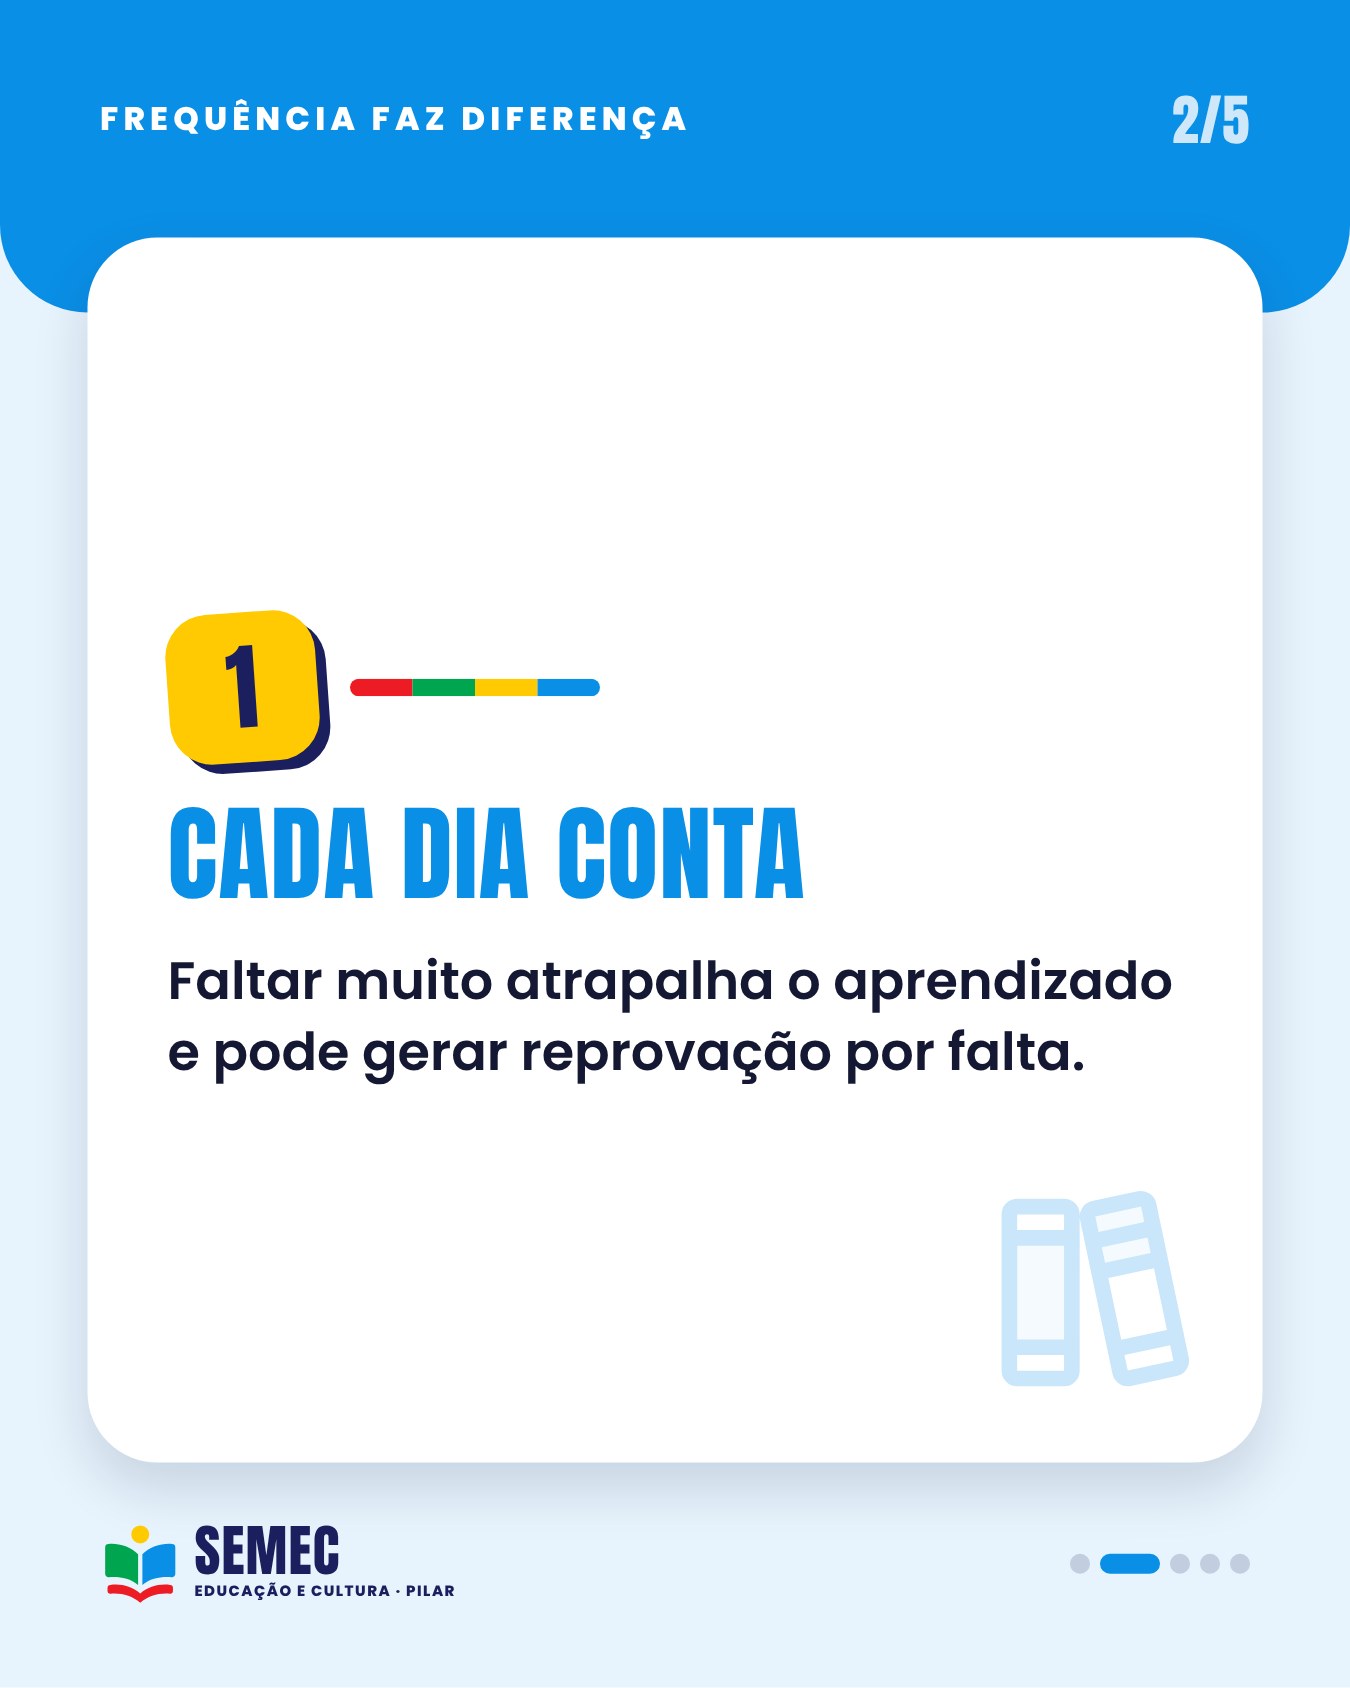 FREQUÊNCIA FAZ DIFERENÇA
2/5
1
CADA DIA CONTA
Faltar muito atrapalha o aprendizado
e pode gerar reprovação por falta.
SEMEC
EDUCAÇÃO E CULTURA · PILAR